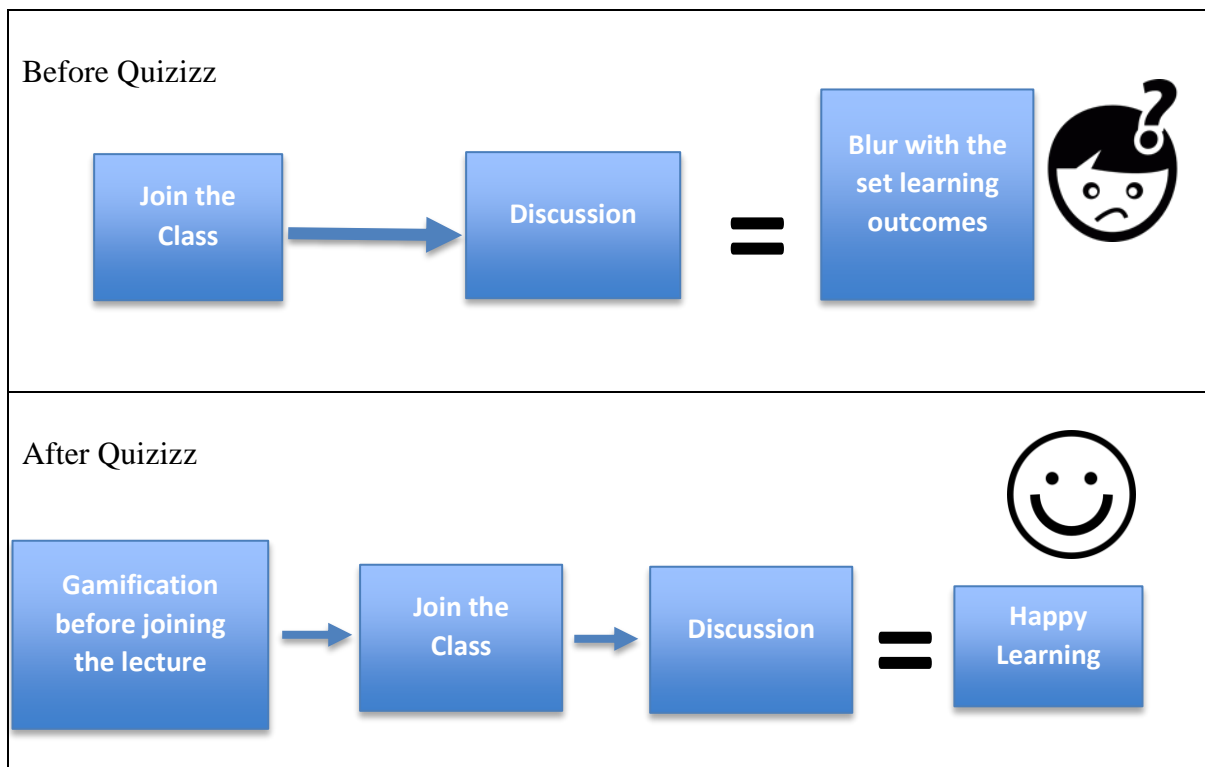 Before Quizizz
Join the
Class
Discussion
=
Blur with the
set learning
outcomes
?
After Quizizz
Gamification
before joining
the lecture
Join the
Class
Discussion
=
Happy
Learning